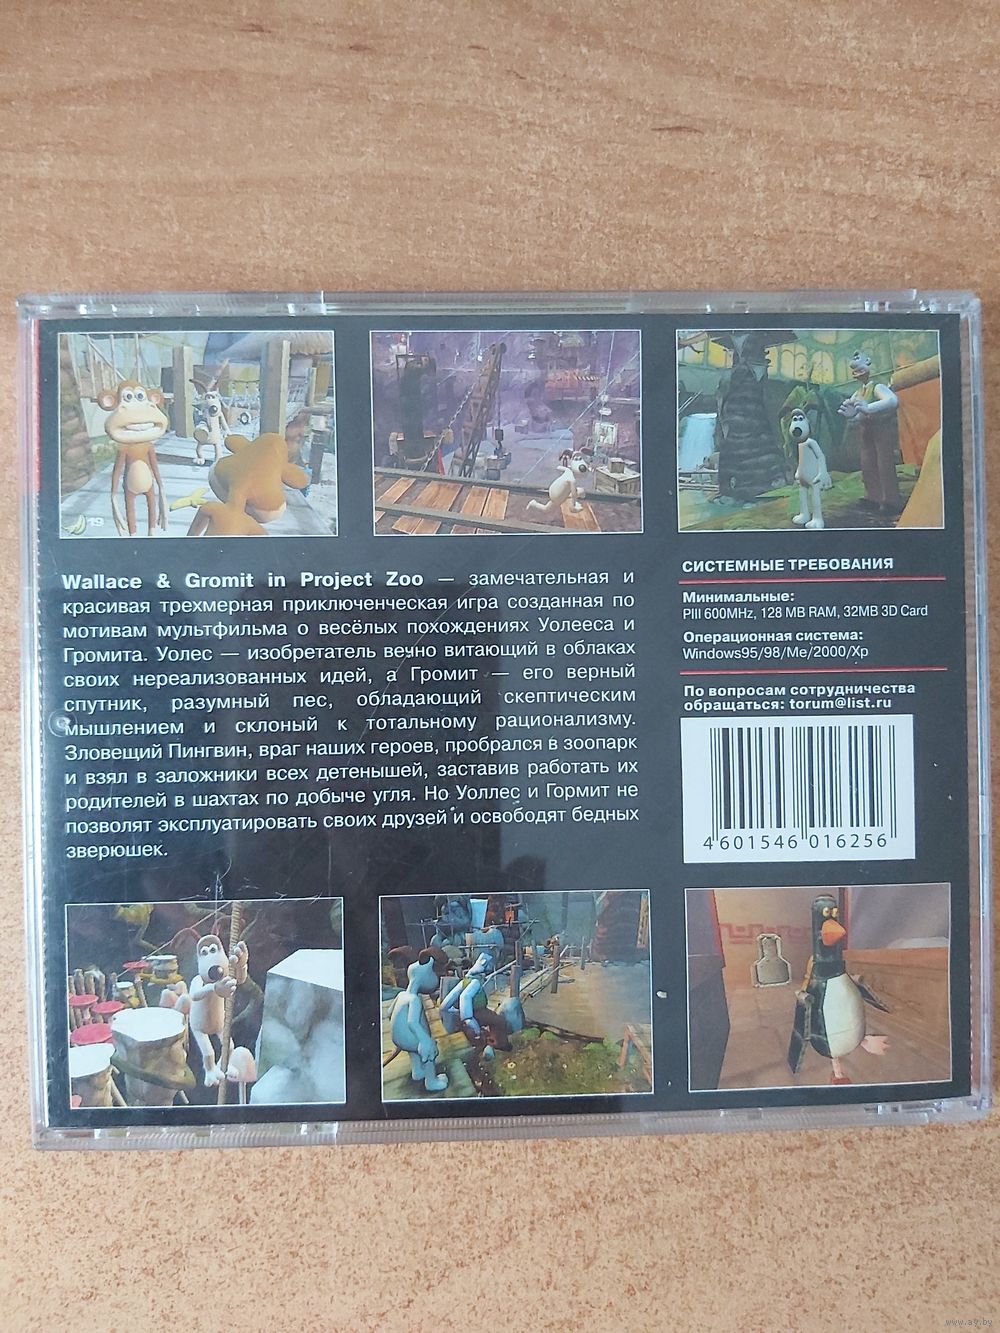 19
Wallace & Gromit in Project Zoo — замечательная и
красивая трехмерная приключенческая игра созданная по
мотивам мультфильма о весёлых похождениях Уолееса и
Громита. Уолес — изобретатель вечно витающий в облаках
своих нереализованных идей, а Громит — его верный
спутник, разумный пес, обладающий скептическим
мышлением и склоный к тотальному рационализму.
Зловещий Пингвин, враг наших героев, пробрался в зоопарк
и взял в заложники всех детенышей, заставив работать их
родителей в шахтах по добыче угля. Но Уоллес и Гормит не
позволят эксплуатировать своих друзей и освободят бедных
зверюшек.
СИСТЕМНЫЕ ТРЕБОВАНИЯ
Минимальные:
PIII 600MHz, 128 MB RAM, 32MB 3D Card
Операционная система:
Windows95/98/Me/2000/Xp
По вопросам сотрудничества
обращаться: torum@list.ru
4 601546 016256
www.ay.by